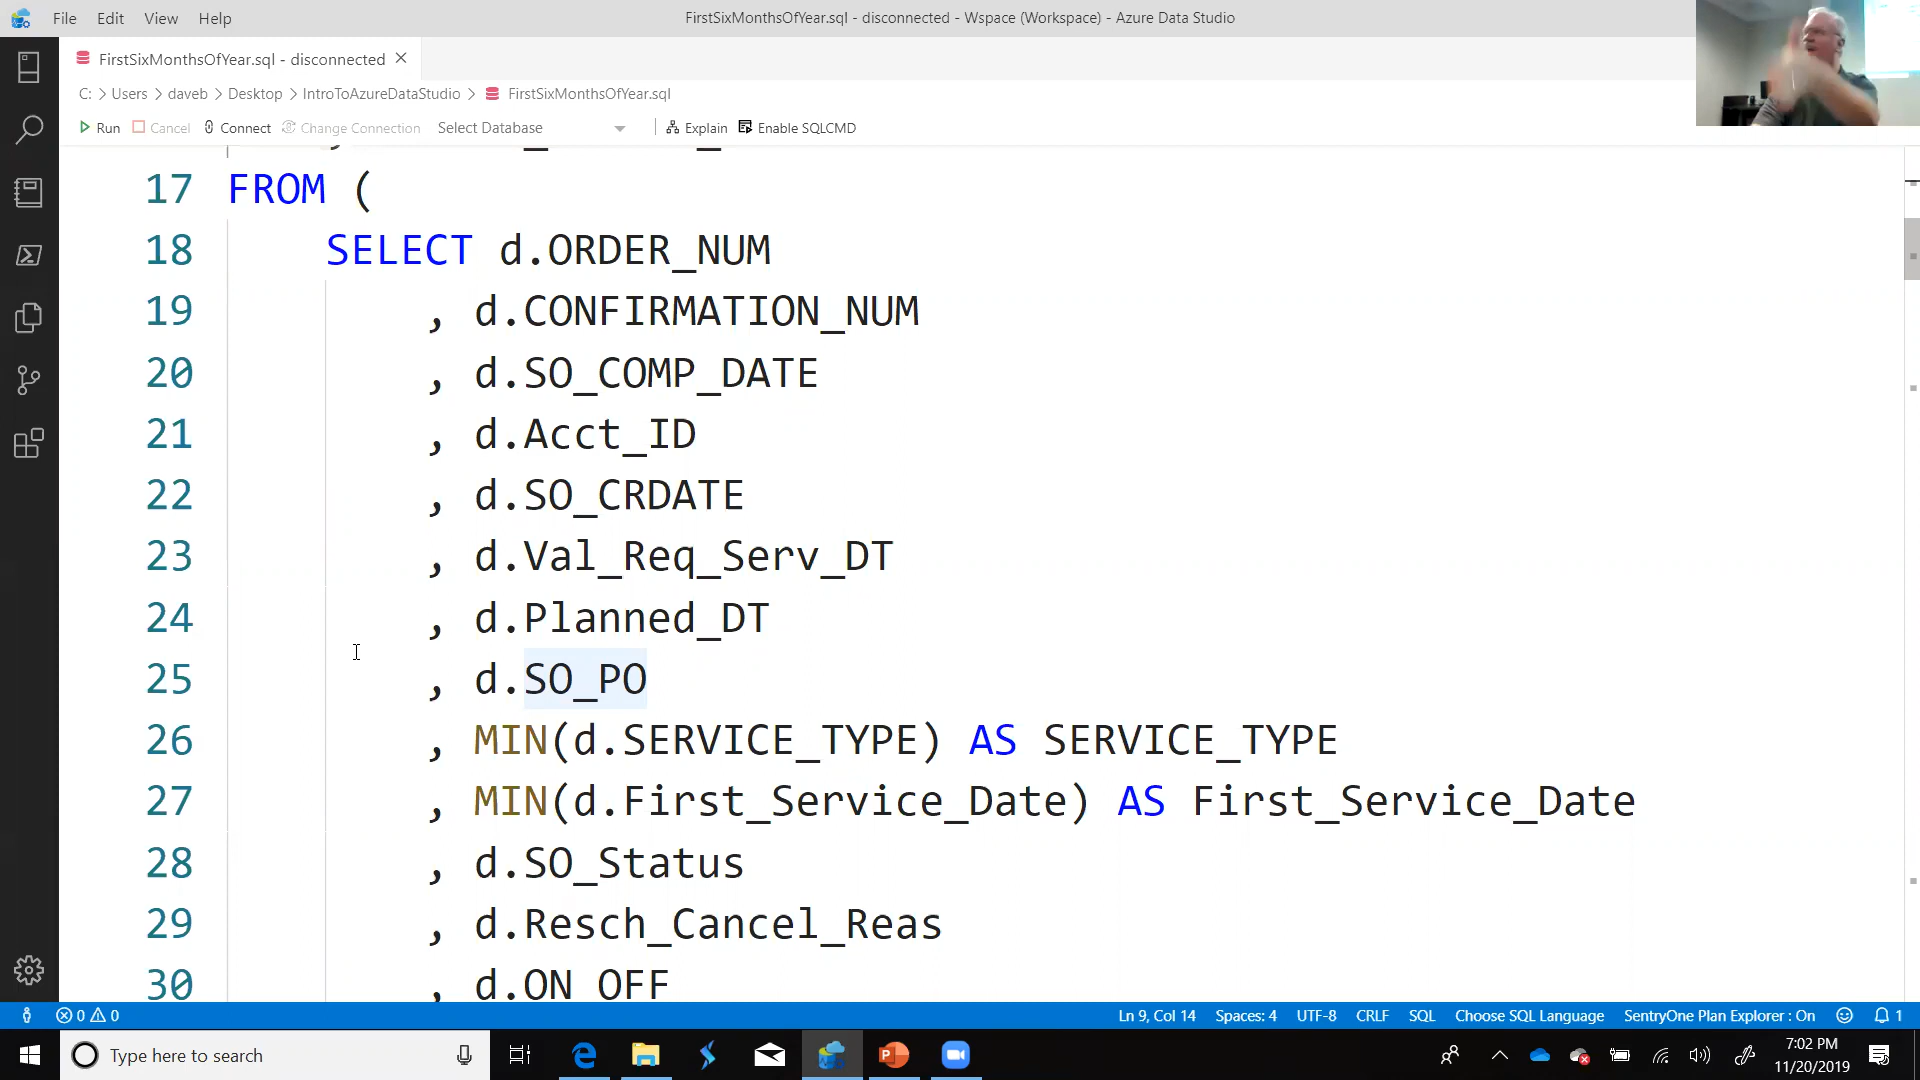 File Edit View Help
FirstSixMonthsOfYear.sql - disconnected - Wspace (Workspace) - Azure Data Studio
FirstSixMonthsOfYear.sql - disconnected
C: > Users > daveb > Desktop > IntroToAzureDataStudio > FirstSixMonthsOfYear.sql
Run Cancel Connect Change Connection Select Database Explain Enable SQLCMD
17 FROM (
18 SELECT d.ORDER_NUM
19 , d.CONFIRMATION_NUM
20 , d.SO_COMP_DATE
21 , d.Acct_ID
22 , d.SO_CRDATE
23 , d.Val_Req_Serv_DT
24 , d.Planned_DT
25 , d.SO_PO
26 , MIN(d.SERVICE_TYPE) AS SERVICE_TYPE
27 , MIN(d.First_Service_Date) AS First_Service_Date
28 , d.SO_Status
29 , d.Resch_Cancel_Reas
30 , d.ON_OFF
0 0 Ln 9, Col 14 Spaces: 4 UTF-8 CRLF SQL Choose SQL Language SentryOne Plan Explorer : On 1
Type here to search
7:02 PM
11/20/2019